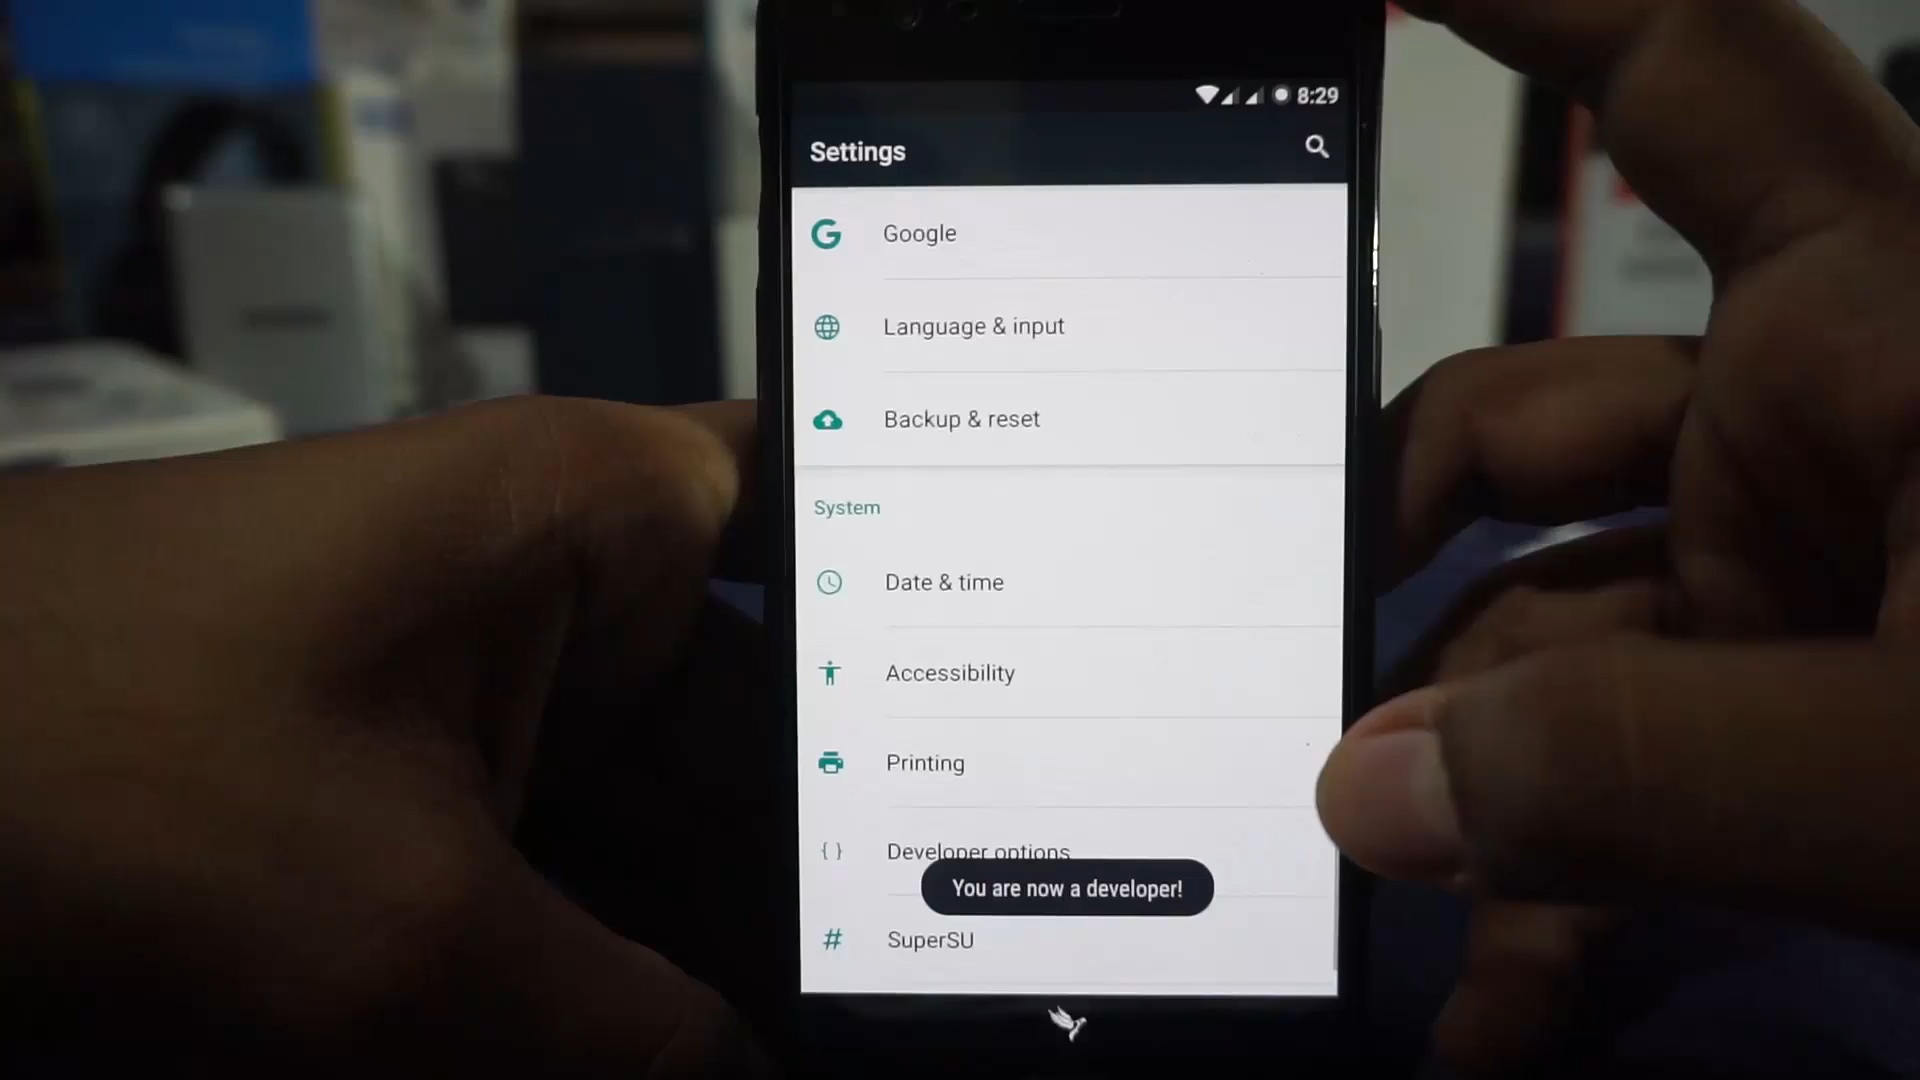 8:29
Settings
Google
Language & input
Backup & reset
System
Date & time
Accessibility
Printing
{ } Developer options
You are now a developer!
# SuperSU